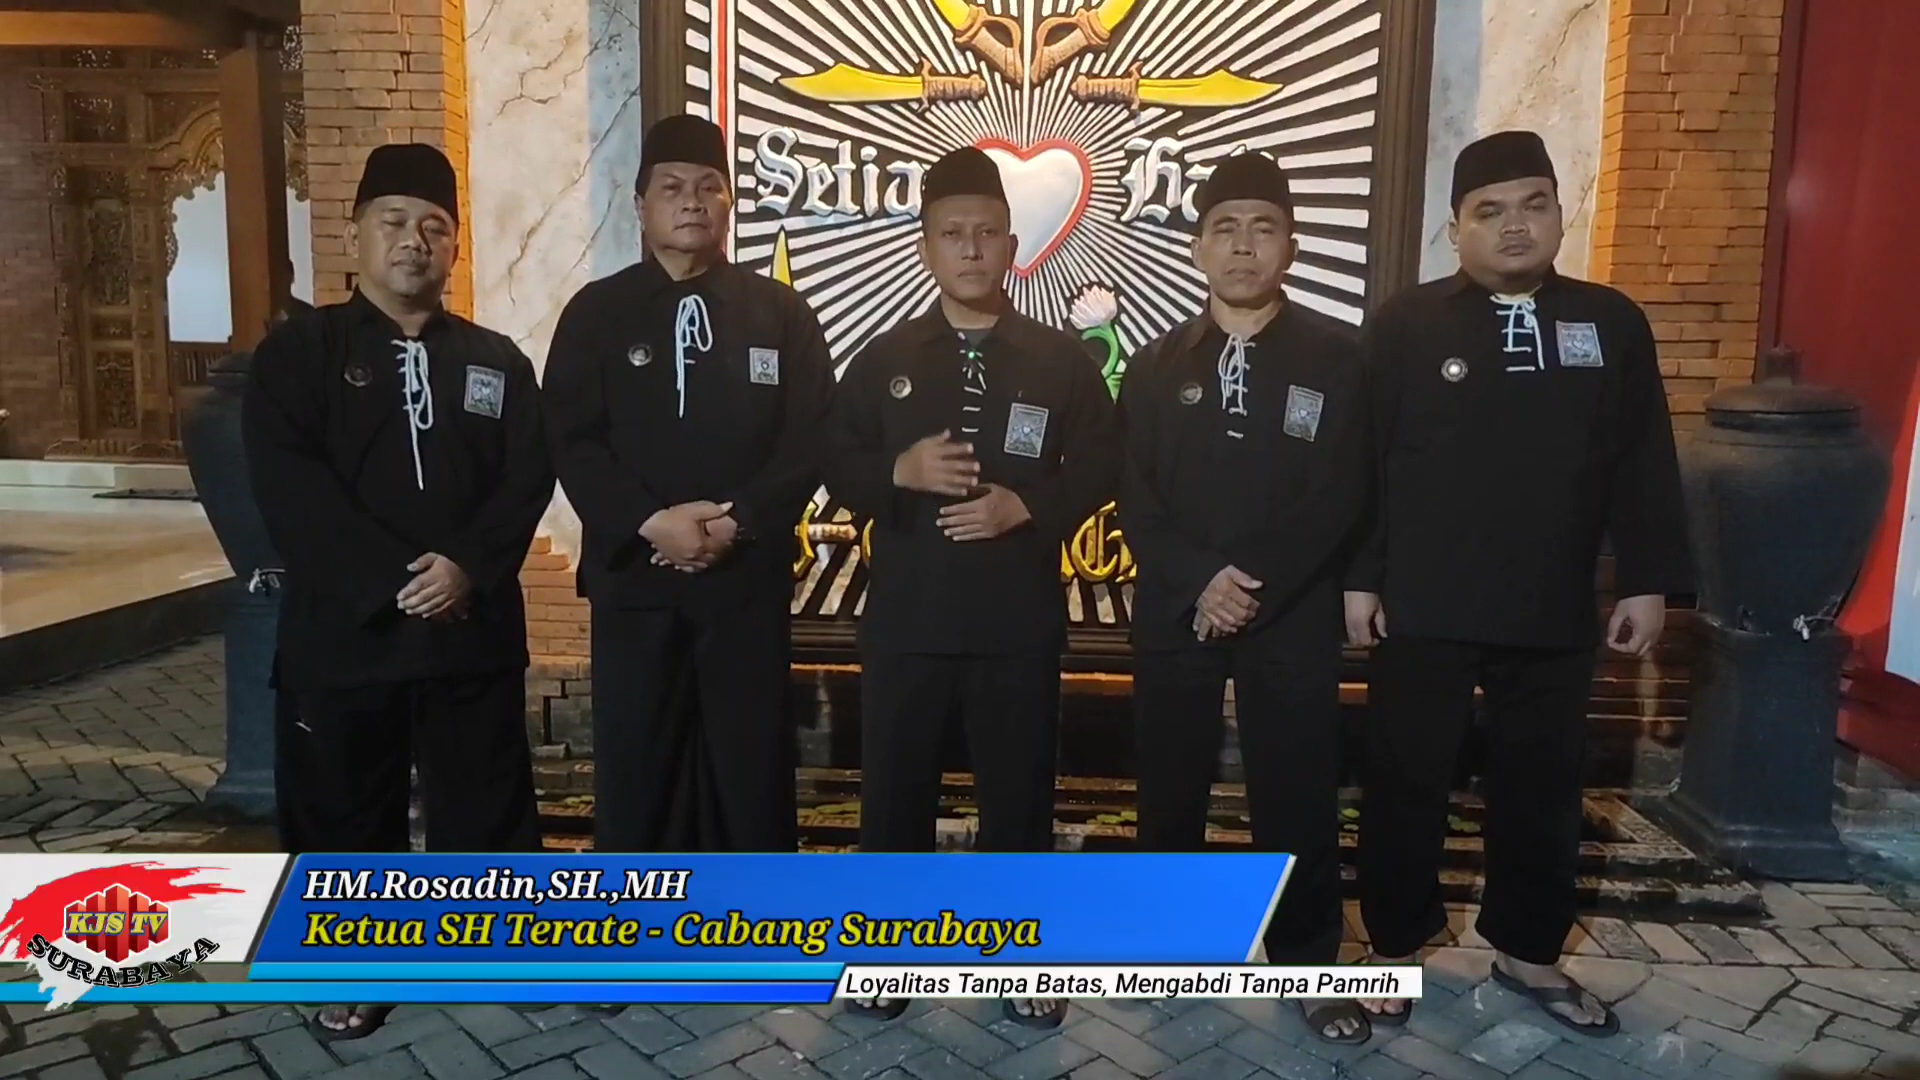 Setia
HM.Rosadin,SH.,MH
Ketua SH Terate - Cabang Surabaya
KJS TV
SURABAYA
Loyalitas Tanpa Batas, Mengabdi Tanpa Pamrih